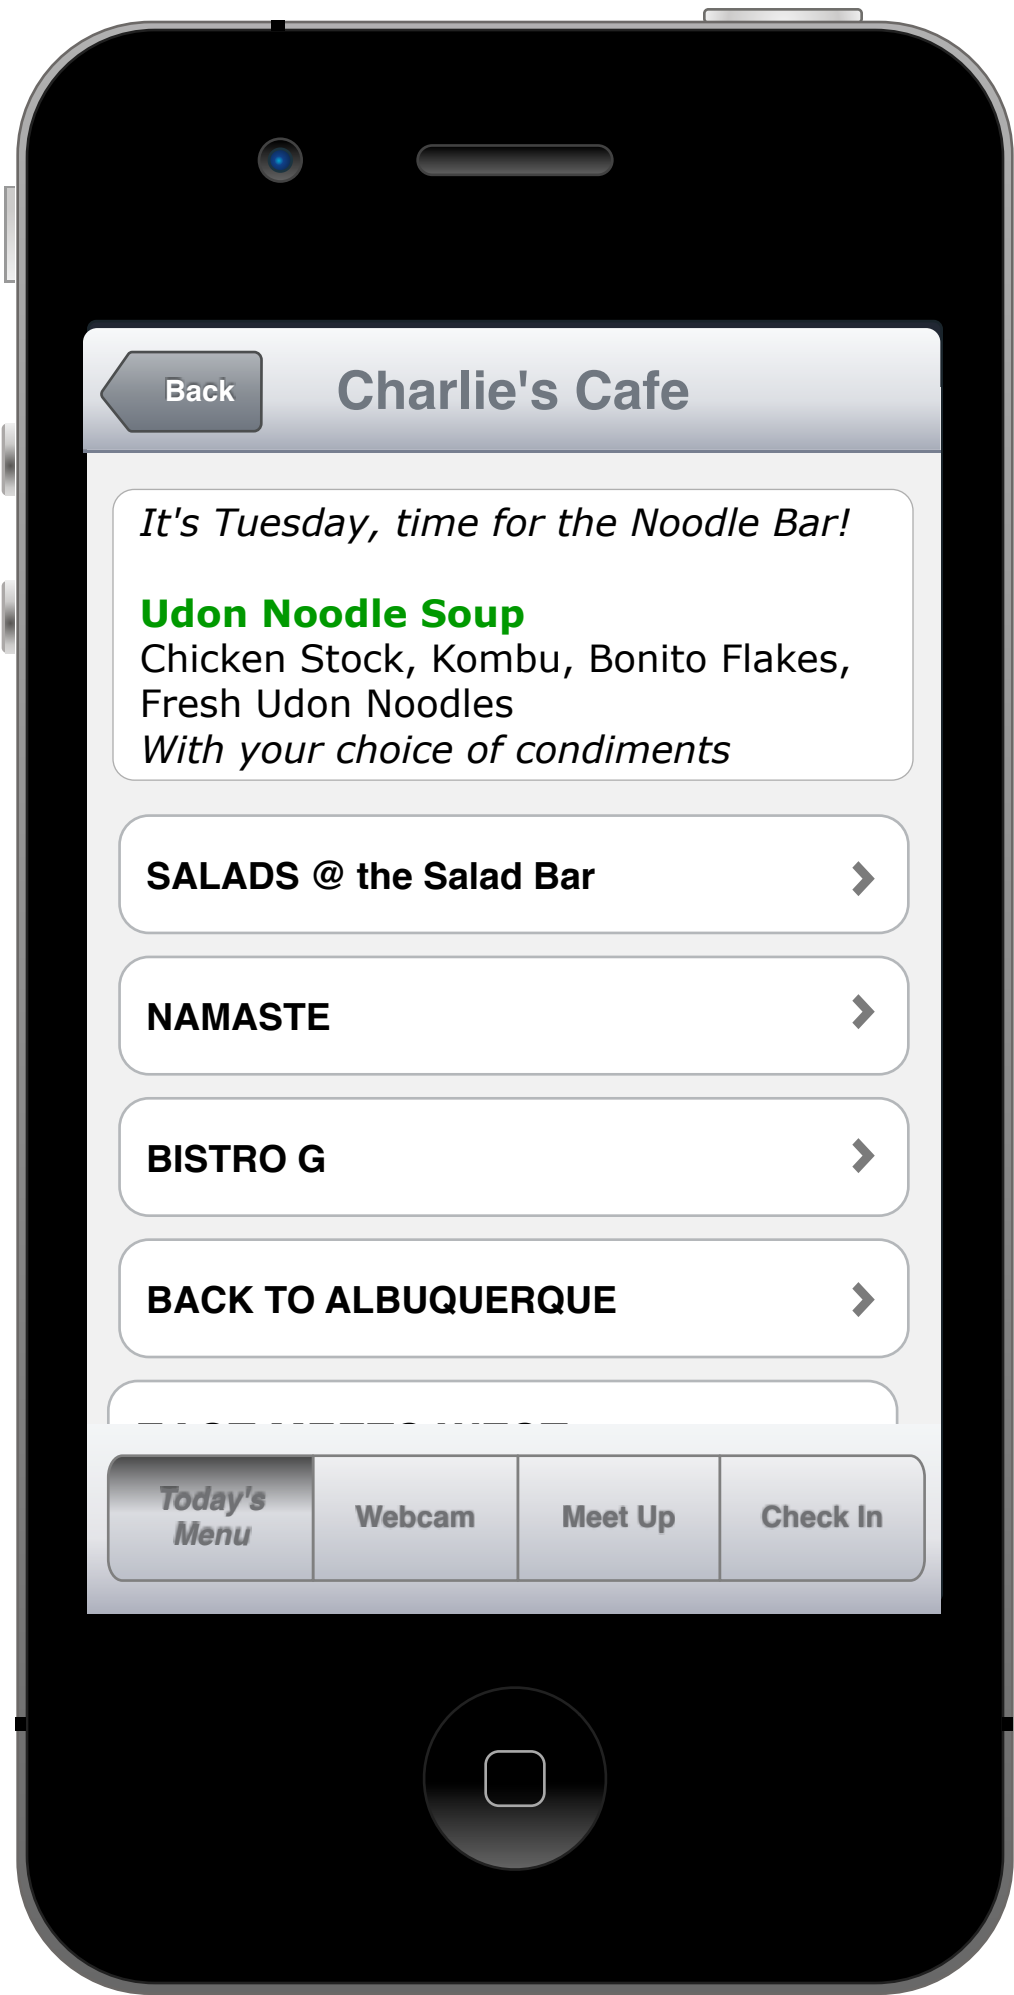 Back
Charlie's Cafe
It's Tuesday, time for the Noodle Bar!
Udon Noodle Soup
Chicken Stock, Kombu, Bonito Flakes,
Fresh Udon Noodles
With your choice of condiments
SALADS @ the Salad Bar
NAMASTE
BISTRO G
BACK TO ALBUQUERQUE
Today's
Menu
Webcam
Meet Up
Check In